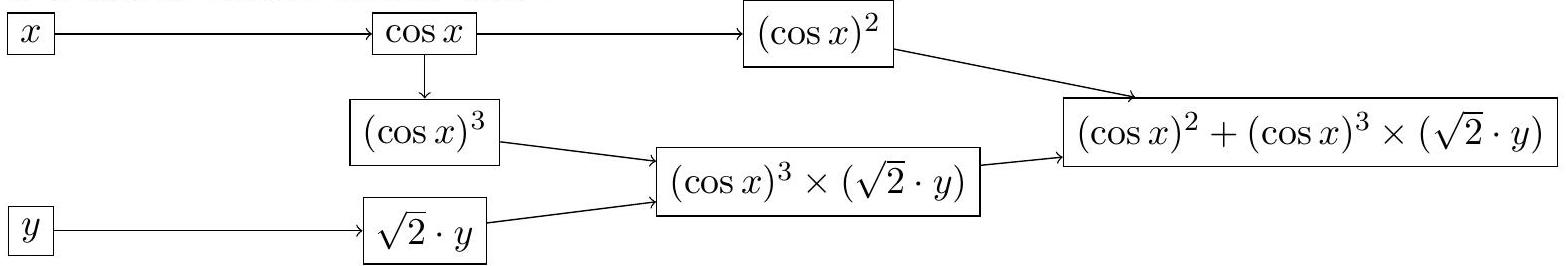 x
cos x
(cos x)²
(cos x)³
(cos x)² + (cos x)³ × (√2 · y)
(cos x)³ × (√2 · y)
y
√2 · y